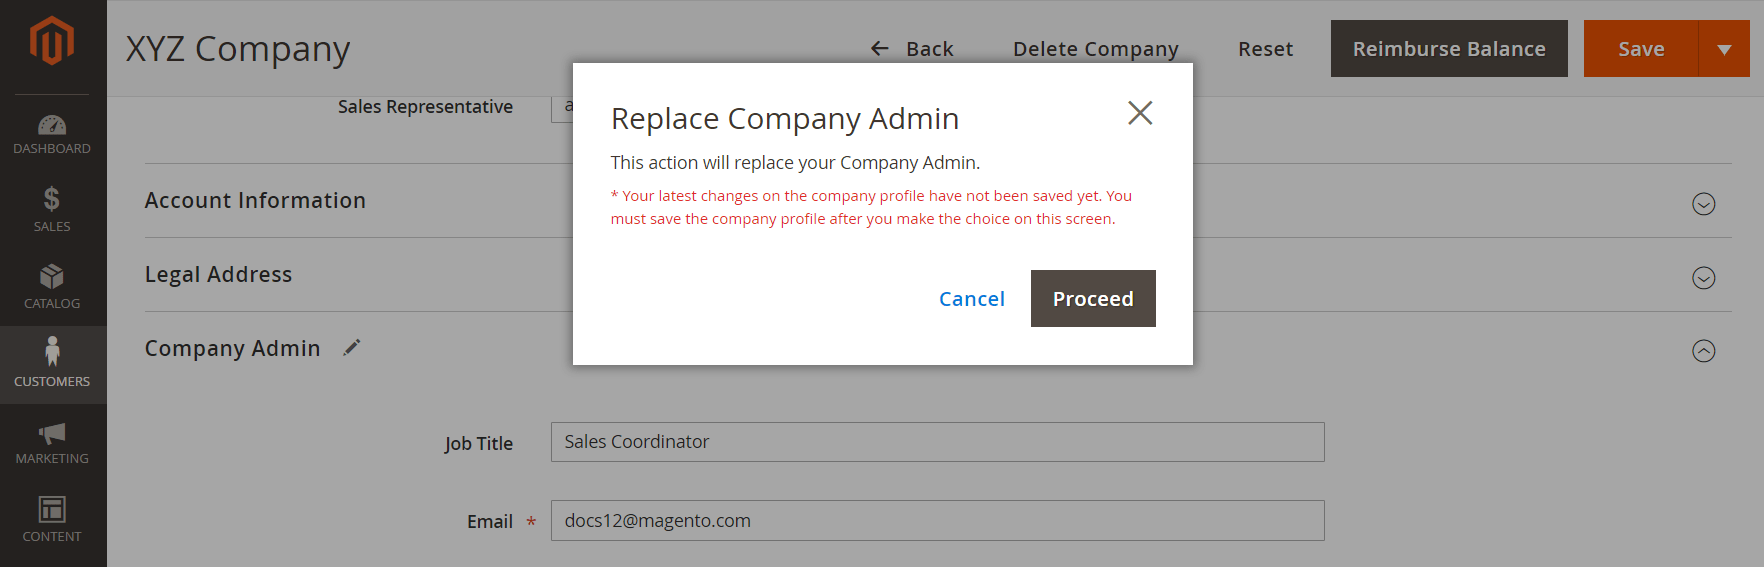 XYZ Company
Back
Delete Company
Reset
Reimburse Balance
Save
Sales Representative
a
Replace Company Admin
This action will replace your Company Admin.
* Your latest changes on the company profile have not been saved yet. You
must save the company profile after you make the choice on this screen.
Cancel
Proceed
Account Information
Legal Address
Company Admin
Job Title
Sales Coordinator
Email *
docs12@magento.com
DASHBOARD
$
SALES
CATALOG
CUSTOMERS
MARKETING
CONTENT